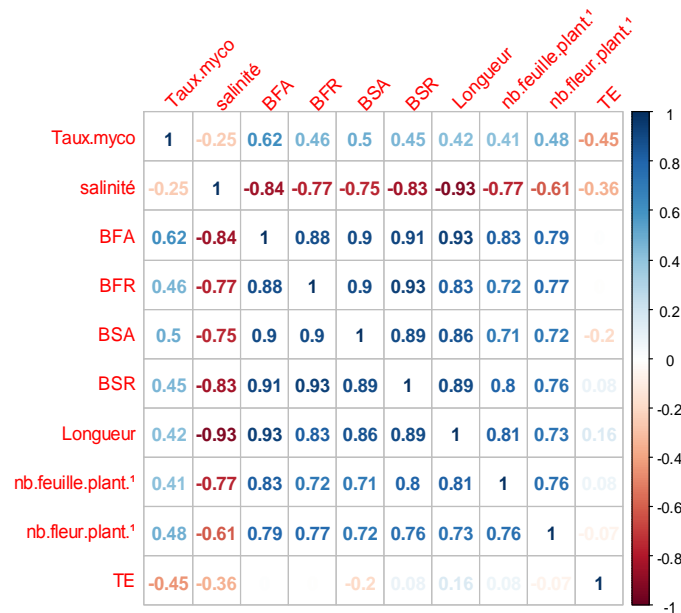 Taux.myco salinité BFA BFR BSA BSR Longueur nb.feuille.plant.¹ nb.fleur.plant.¹ TE
Taux.myco 1 -0.25 0.62 0.46 0.5 0.45 0.42 0.41 0.48 -0.45
salinité -0.25 1 -0.84 -0.77 -0.75 -0.83 -0.93 -0.77 -0.61 -0.36
BFA 0.62 -0.84 1 0.88 0.9 0.91 0.93 0.83 0.79
BFR 0.46 -0.77 0.88 1 0.9 0.93 0.83 0.72 0.77
BSA 0.5 -0.75 0.9 0.9 1 0.89 0.86 0.71 0.72 -0.2
BSR 0.45 -0.83 0.91 0.93 0.89 1 0.89 0.8 0.76 0.08
Longueur 0.42 -0.93 0.93 0.83 0.86 0.89 1 0.81 0.73 0.16
nb.feuille.plant.¹ 0.41 -0.77 0.83 0.72 0.71 0.8 0.81 1 0.76 0.08
nb.fleur.plant.¹ 0.48 -0.61 0.79 0.77 0.72 0.76 0.73 0.76 1 -0.07
TE -0.45 -0.36 -0.2 0.08 0.16 0.08 -0.07 1
1
0.8
0.6
0.4
0.2
0
-0.2
-0.4
-0.6
-0.8
-1